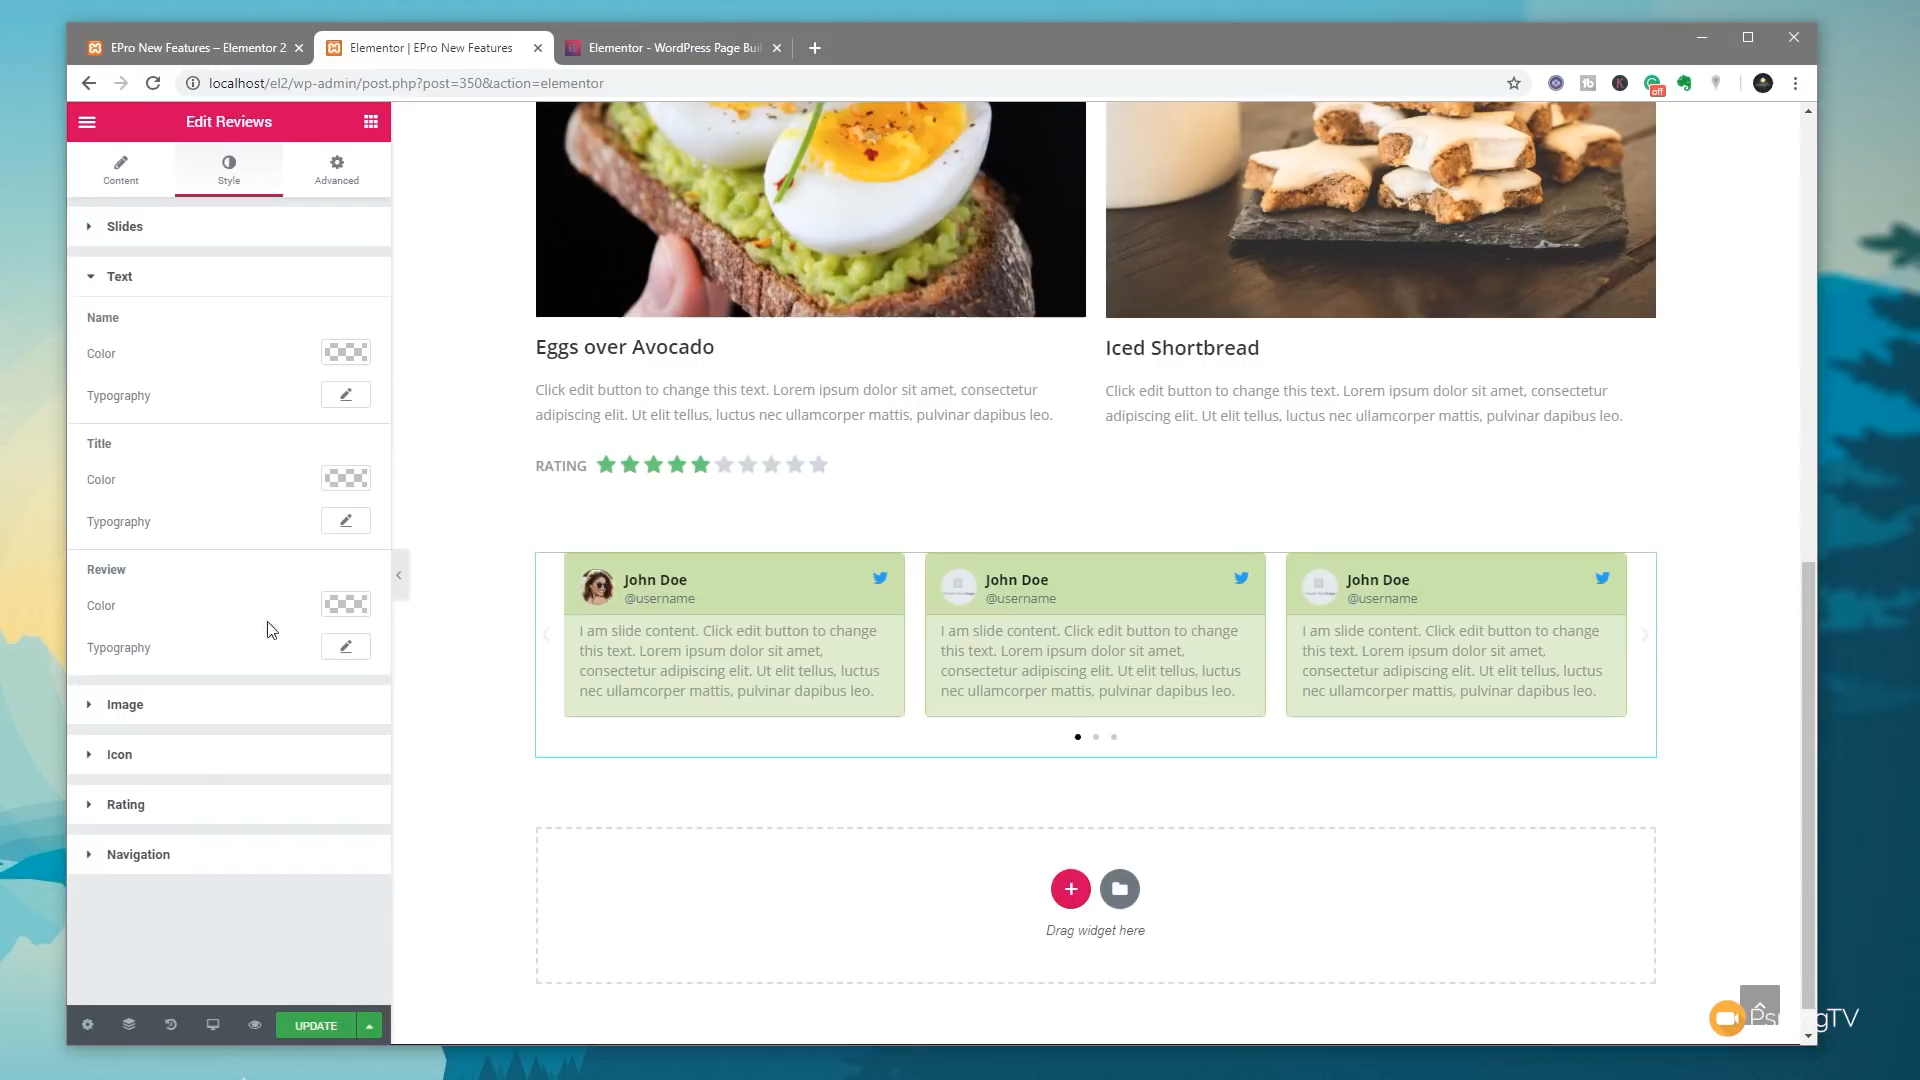 EPro New Features – Elementor 2
Elementor | EPro New Features
Elementor - WordPress Page Bui
localhost/el2/wp-admin/post.php?post=350&action=elementor
off
Edit Reviews
Content
Style
Advanced
Slides
Text
Name
Color
Typography
Title
Color
Typography
Review
Color
Typography
Image
Icon
Rating
Navigation
UPDATE
Eggs over Avocado
Click edit button to change this text. Lorem ipsum dolor sit amet, consectetur
adipiscing elit. Ut elit tellus, luctus nec ullamcorper mattis, pulvinar dapibus leo.
RATING
Iced Shortbread
Click edit button to change this text. Lorem ipsum dolor sit amet, consectetur
adipiscing elit. Ut elit tellus, luctus nec ullamcorper mattis, pulvinar dapibus leo.
John Doe
@username
I am slide content. Click edit button to change
this text. Lorem ipsum dolor sit amet,
consectetur adipiscing elit. Ut elit tellus, luctus
nec ullamcorper mattis, pulvinar dapibus leo.
John Doe
@username
I am slide content. Click edit button to change
this text. Lorem ipsum dolor sit amet,
consectetur adipiscing elit. Ut elit tellus, luctus
nec ullamcorper mattis, pulvinar dapibus leo.
John Doe
@username
I am slide content. Click edit button to change
this text. Lorem ipsum dolor sit amet,
consectetur adipiscing elit. Ut elit tellus, luctus
nec ullamcorper mattis, pulvinar dapibus leo.
Drag widget here